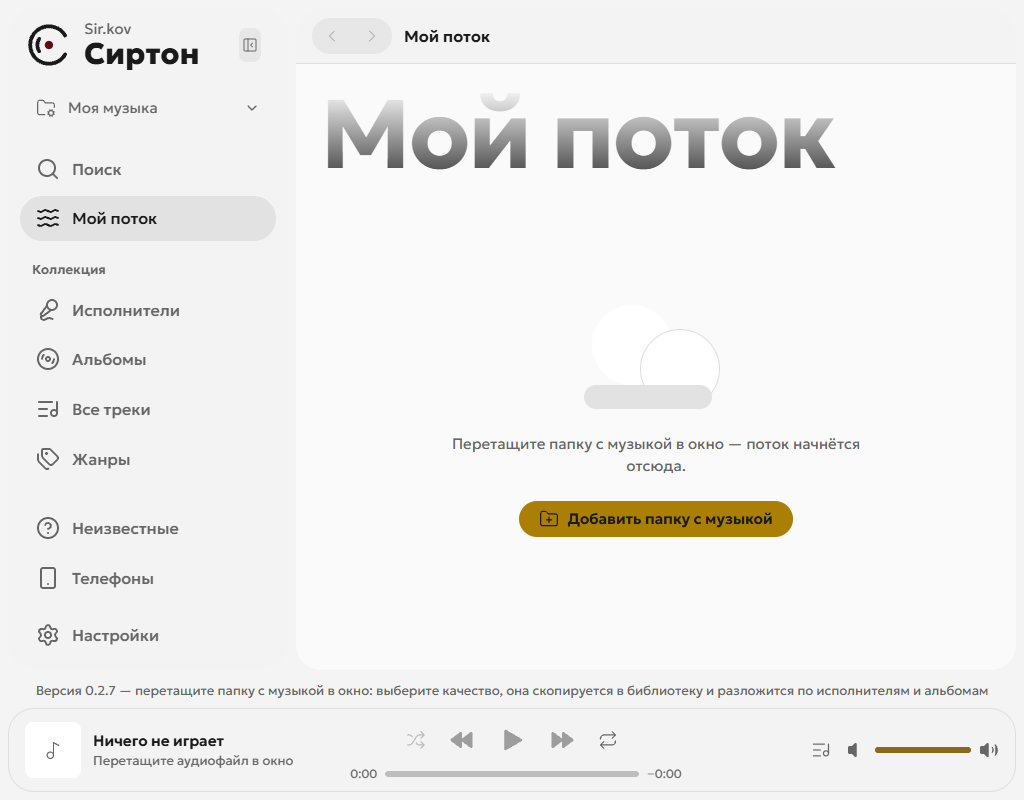 Sir.kov
Сиртон
Моя музыка
Поиск
Мой поток
Коллекция
Исполнители
Альбомы
Все треки
Жанры
Неизвестные
Телефоны
Настройки
Мой поток
Мой поток
Перетащите папку с музыкой в окно — поток начнётся
отсюда.
Добавить папку с музыкой
Версия 0.2.7 — перетащите папку с музыкой в окно: выберите качество, она скопируется в библиотеку и разложится по исполнителям и альбомам
Ничего не играет
Перетащите аудиофайл в окно
0:00
−0:00